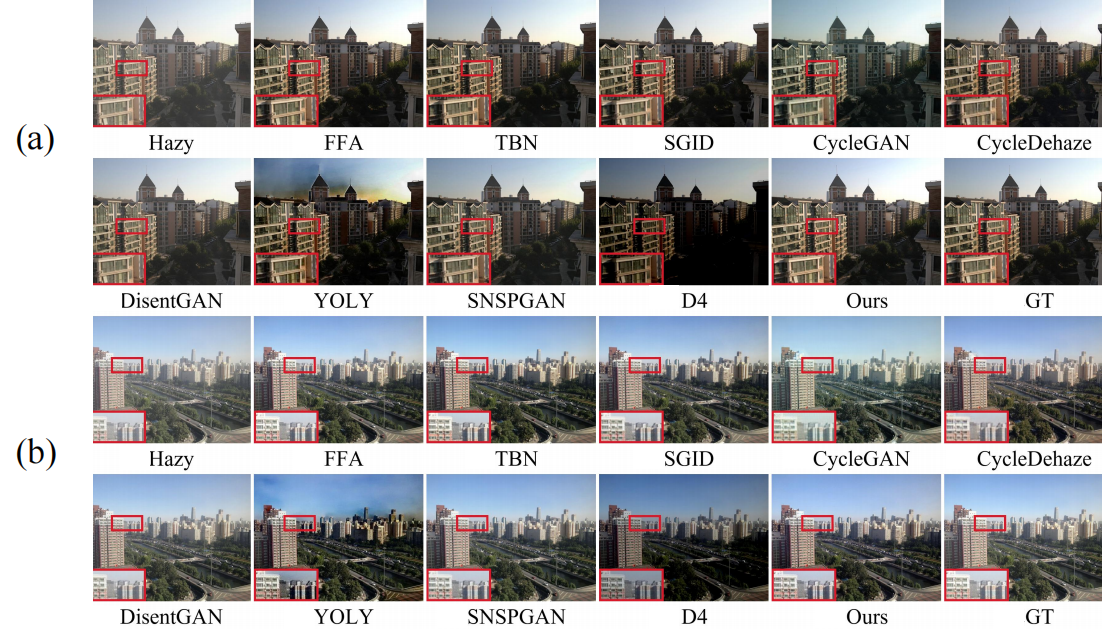 (a)
Hazy FFA TBN SGID CycleGAN CycleDehaze
DisentGAN YOLY SNSPGAN D4 Ours GT
(b)
Hazy FFA TBN SGID CycleGAN CycleDehaze
DisentGAN YOLY SNSPGAN D4 Ours GT